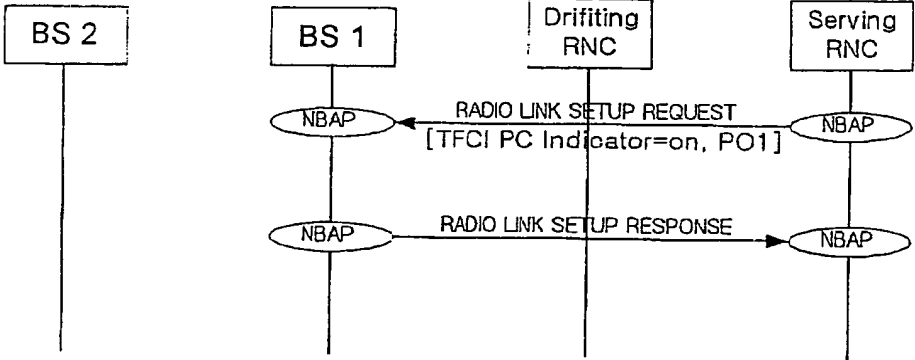 BS 2
BS 1
Drifiting
RNC
Serving
RNC
NBAP
RADIO LINK SETUP REQUEST
NBAP
[TFCI PC Indicator=on, PO1]
NBAP
RADIO LINK SETUP RESPONSE
NBAP